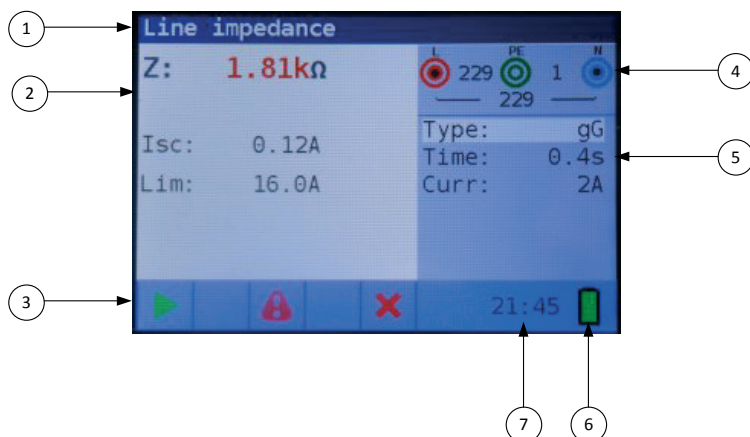 1
Line impedance
L PE N
Z: 1.81kΩ
229 1
4
2
229
Type: gG
Isc: 0.12A
Time: 0.4s
5
Lim: 16.0A
Curr: 2A
3
21:45
7
6